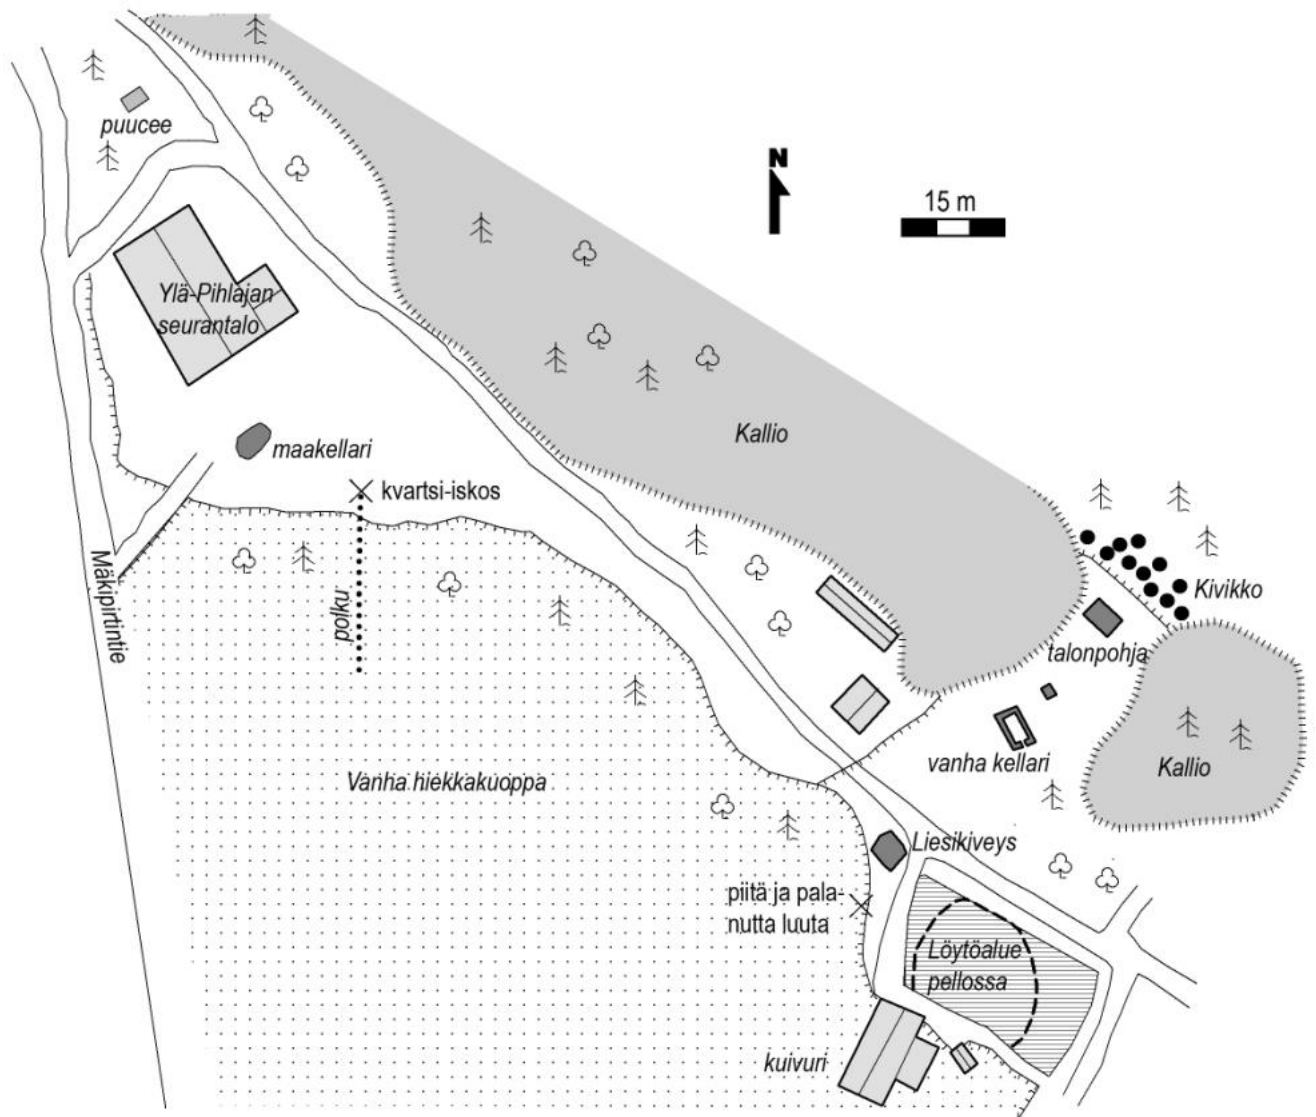 puucee
N
15 m
Ylä-Pihlajan
seurantalo
Kallio
maakellari
kvartsi-iskos
Mäkipirtintie
polku
Kivikko
talonpohja
vanha kellari
Kallio
Vanha hiekkakuoppa
Liesikiveys
piitä ja pala-
nutta luuta
Löytöalue
pellossa
kuivuri